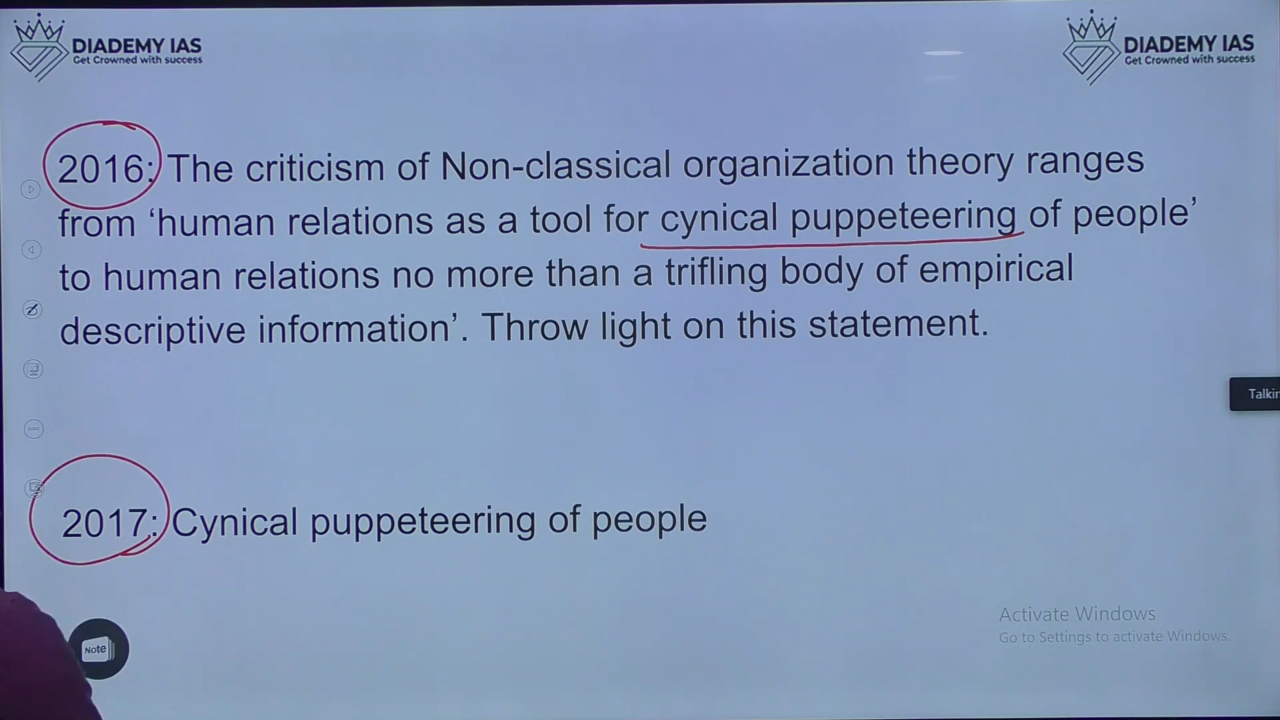 DIADEMY IAS
Get Crowned with success
DIADEMY IAS
Get Crowned with success
2016: The criticism of Non-classical organization theory ranges
from ‘human relations as a tool for cynical puppeteering of people’
to human relations no more than a trifling body of empirical
descriptive information’. Throw light on this statement.
Talkin
2017: Cynical puppeteering of people
Activate Windows
Go to Settings to activate Windows.
Note